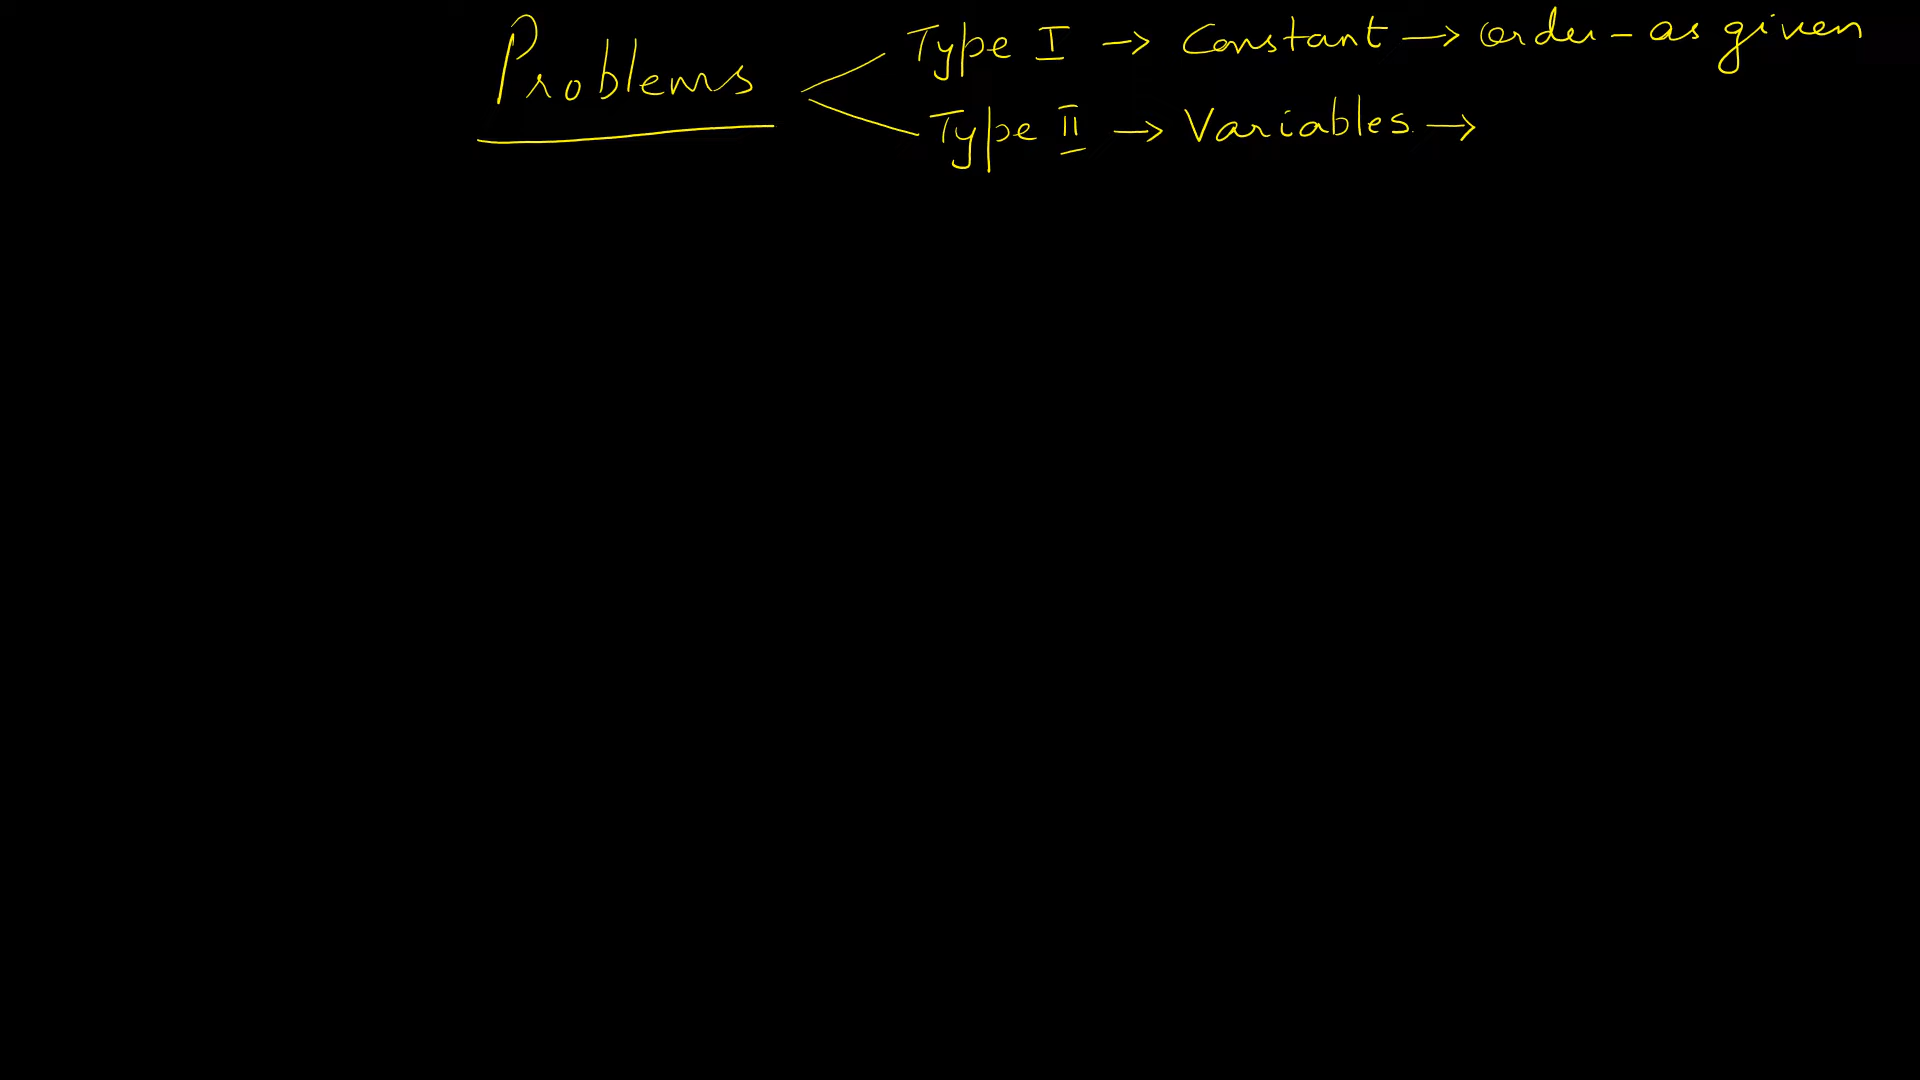 Problems
Type I → Constant → order - as given
Type II → Variables →